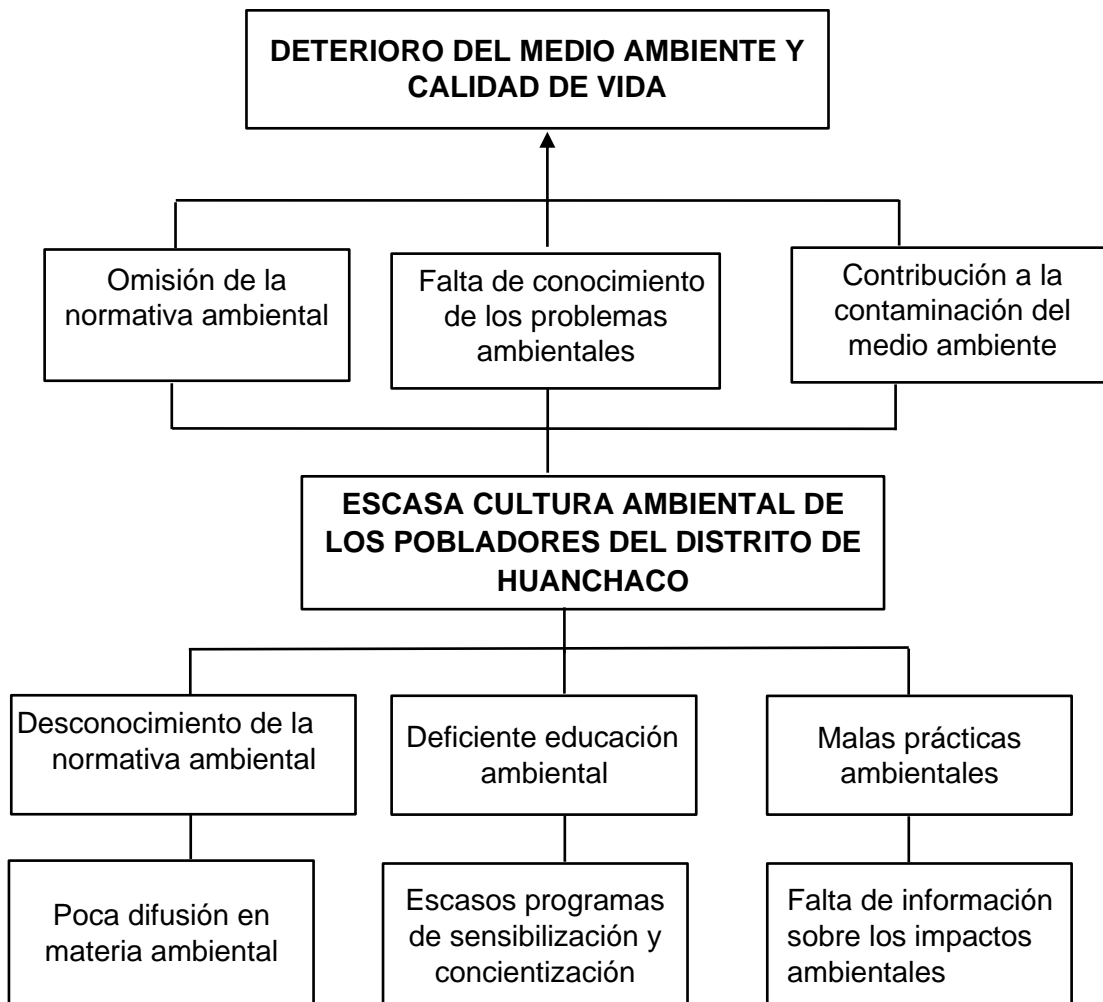 DETERIORO DEL MEDIO AMBIENTE Y
CALIDAD DE VIDA
Omisión de la
normativa ambiental
Falta de conocimiento
de los problemas
ambientales
Contribución a la
contaminación del
medio ambiente
ESCASA CULTURA AMBIENTAL DE
LOS POBLADORES DEL DISTRITO DE
HUANCHACO
Desconocimiento de la
normativa ambiental
Deficiente educación
ambiental
Malas prácticas
ambientales
Poca difusión en
materia ambiental
Escasos programas
de sensibilización y
concientización
Falta de información
sobre los impactos
ambientales